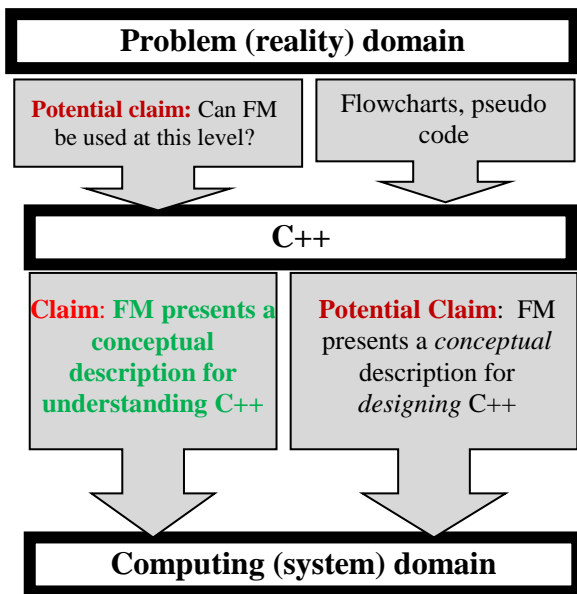 Problem (reality) domain
Potential claim: Can FM
be used at this level?
Flowcharts, pseudo
code
C++
Claim: FM presents a
conceptual
description for
understanding C++
Potential Claim: FM
presents a conceptual
description for
designing C++
Computing (system) domain